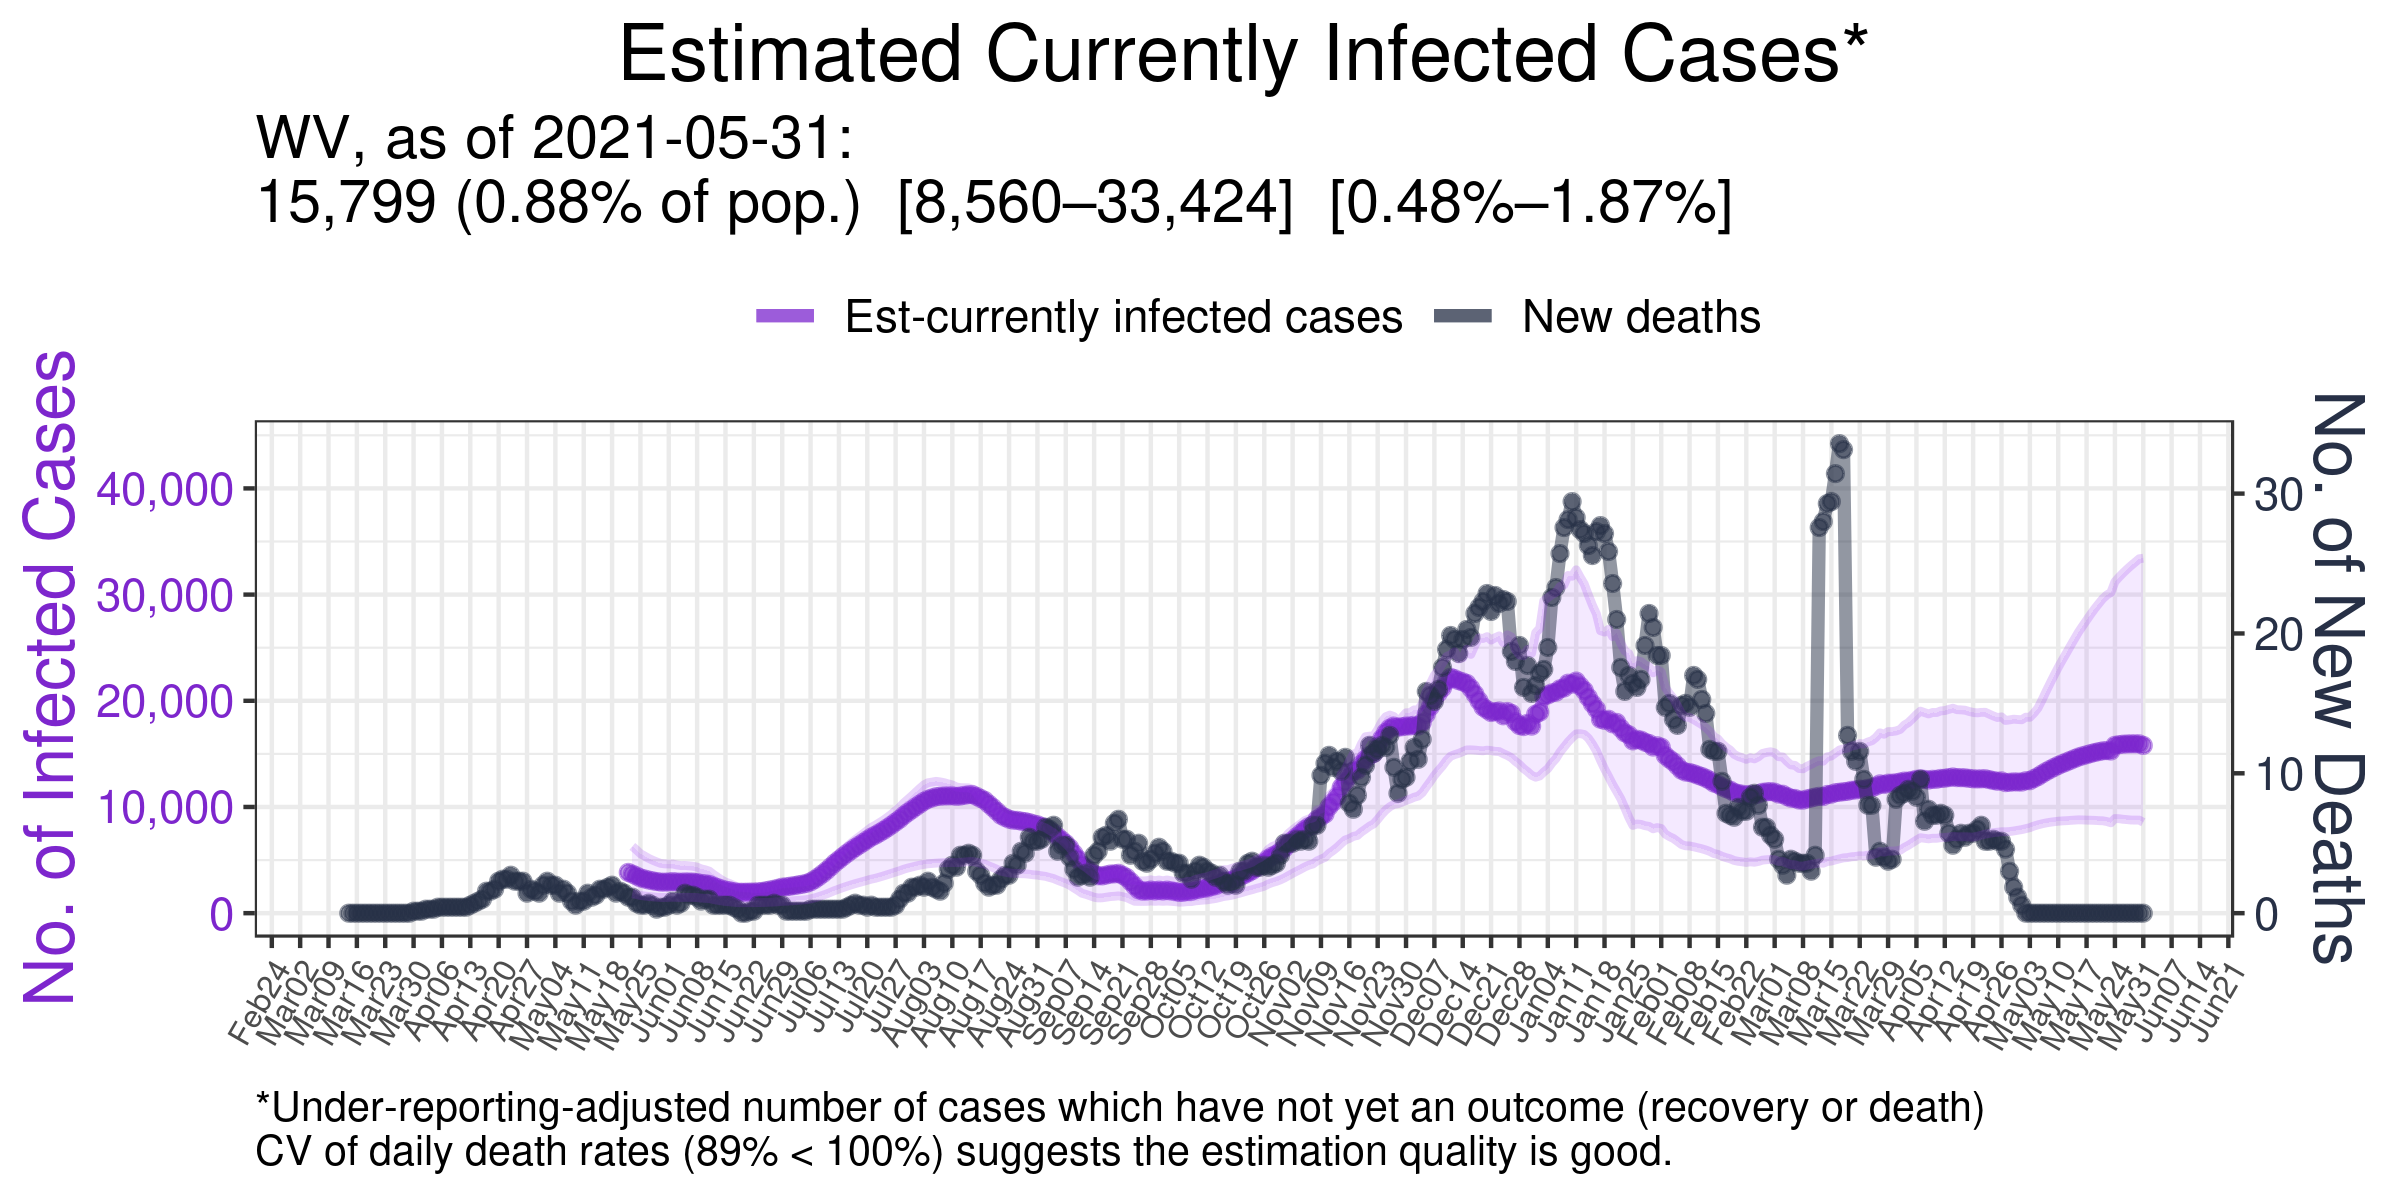 Estimated Currently Infected Cases*
WV, as of 2021-05-31:
15,799 (0.88% of pop.) [8,560–33,424] [0.48%–1.87%]
Est-currently infected cases
New deaths
No. of Infected Cases
40,000
30,000
20,000
10,000
0
30
20
10
0
No. of New Deaths
Feb24
Mar02
Mar09
Mar16
Mar23
Mar30
Apr06
Apr13
Apr20
Apr27
May04
May11
May18
May25
Jun01
Jun08
Jun15
Jun22
Jun29
Jul06
Jul13
Jul20
Jul27
Aug03
Aug10
Aug17
Aug24
Aug31
Sep07
Sep14
Sep21
Sep28
Oct05
Oct12
Oct19
Oct26
Nov02
Nov09
Nov16
Nov23
Nov30
Dec07
Dec14
Dec21
Dec28
Jan04
Jan11
Jan18
Jan25
Feb01
Feb08
Feb15
Feb22
Mar01
Mar08
Mar15
Mar22
Mar29
Apr05
Apr12
Apr19
Apr26
May03
May10
May17
May24
May31
Jun07
Jun14
Jun21
*Under-reporting-adjusted number of cases which have not yet an outcome (recovery or death)
CV of daily death rates (89% < 100%) suggests the estimation quality is good.